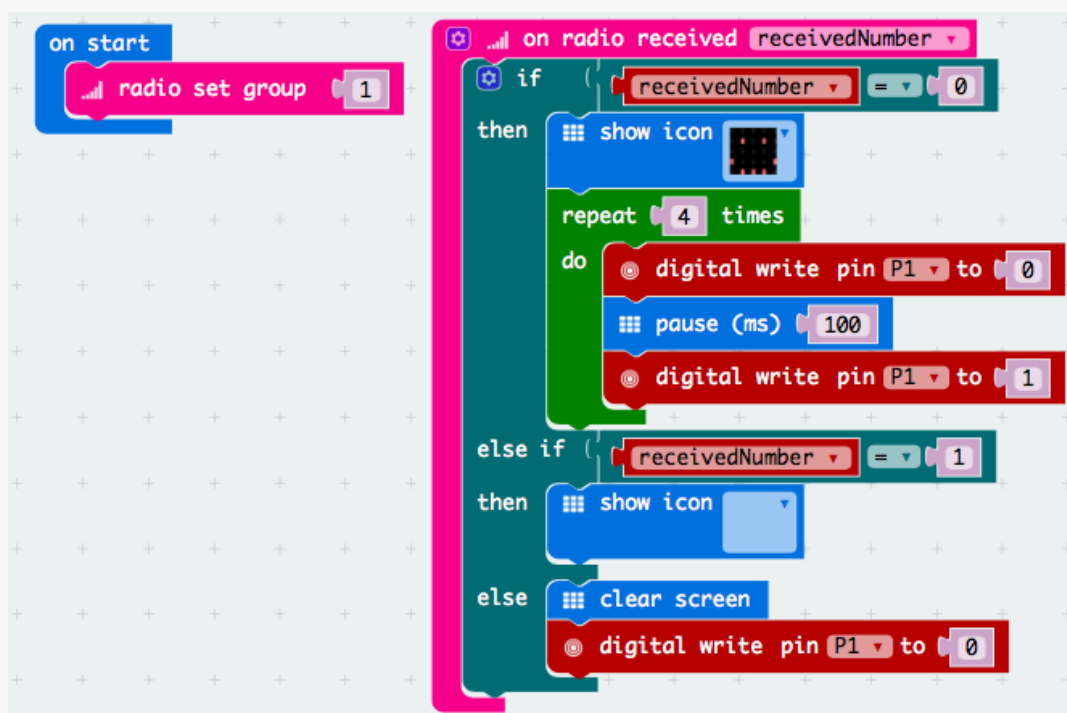 on start
radio set group 1
on radio received receivedNumber
if receivedNumber = 0
then show icon
repeat 4 times
do digital write pin P1 to 0
pause (ms) 100
digital write pin P1 to 1
else if receivedNumber = 1
then show icon
else clear screen
digital write pin P1 to 0